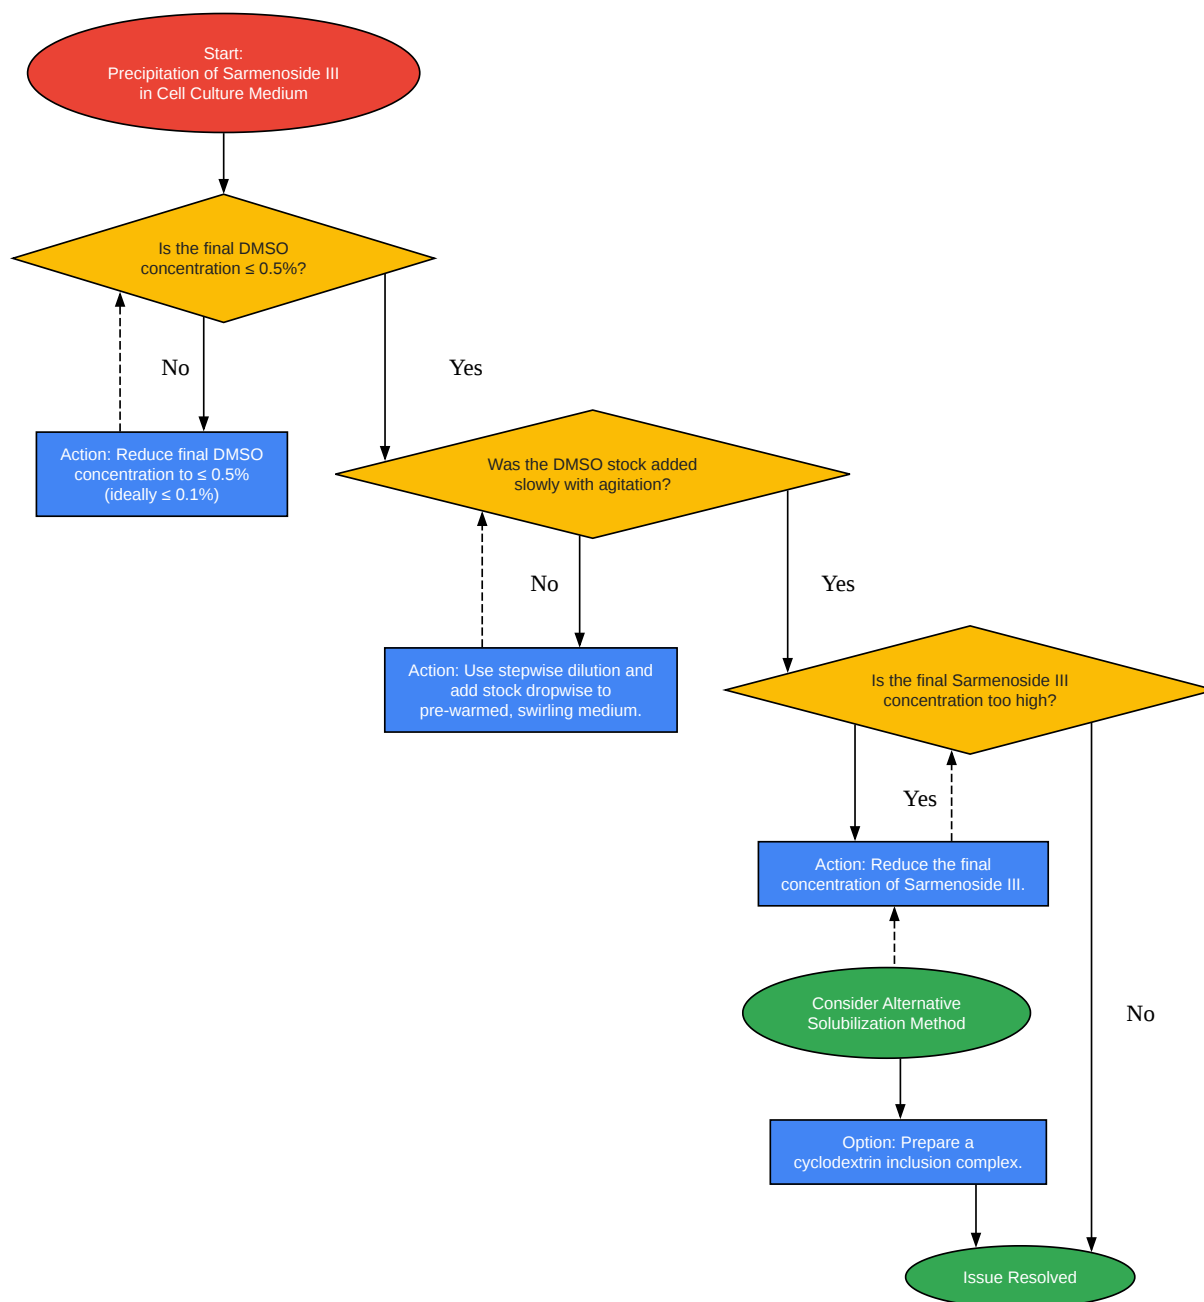 Start:
Precipitation of Sarmenoside III
in Cell Culture Medium
Is the final DMSO
concentration ≤ 0.5%?
No
Yes
Action: Reduce final DMSO
concentration to ≤ 0.5%
(ideally ≤ 0.1%)
Was the DMSO stock added
slowly with agitation?
No
Yes
Action: Use stepwise dilution and
add stock dropwise to
pre-warmed, swirling medium.
Is the final Sarmenoside III
concentration too high?
Yes
Action: Reduce the final
concentration of Sarmenoside III.
Consider Alternative
Solubilization Method
No
Option: Prepare a
cyclodextrin inclusion complex.
Issue Resolved